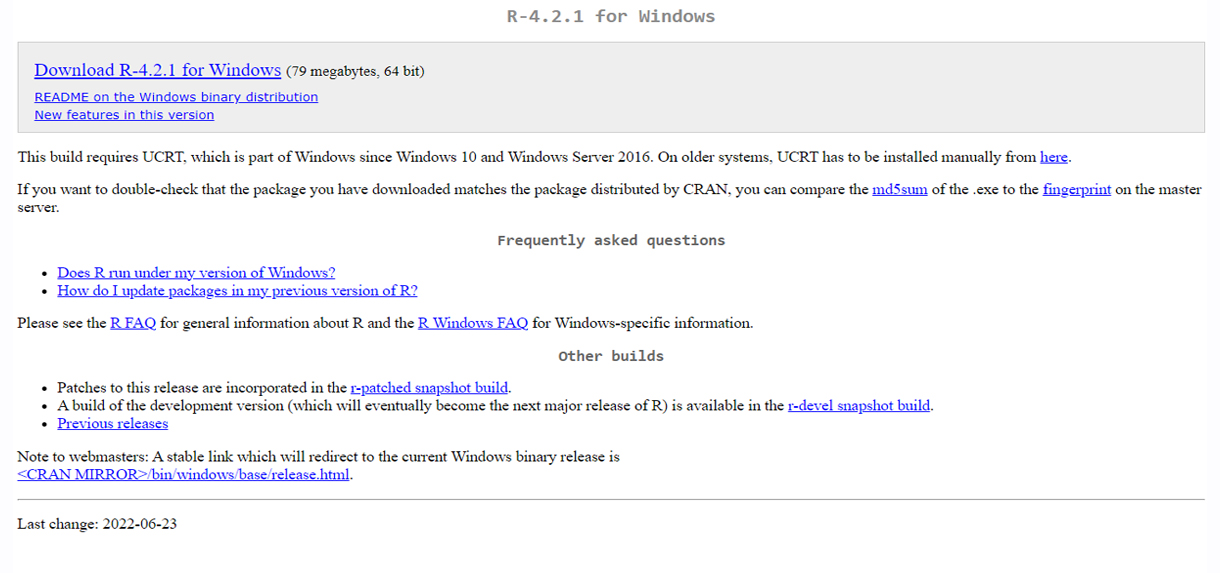 R-4.2.1 for Windows
Download R-4.2.1 for Windows (79 megabytes, 64 bit)
README on the Windows binary distribution
New features in this version
This build requires UCRT, which is part of Windows since Windows 10 and Windows Server 2016. On older systems, UCRT has to be installed manually from here.
If you want to double-check that the package you have downloaded matches the package distributed by CRAN, you can compare the md5sum of the .exe to the fingerprint on the master
server.
Frequently asked questions
• Does R run under my version of Windows?
• How do I update packages in my previous version of R?
Please see the R FAQ for general information about R and the R Windows FAQ for Windows-specific information.
Other builds
• Patches to this release are incorporated in the r-patched snapshot build.
• A build of the development version (which will eventually become the next major release of R) is available in the r-devel snapshot build.
• Previous releases
Note to webmasters: A stable link which will redirect to the current Windows binary release is
<CRAN MIRROR>/bin/windows/base/release.html.
Last change: 2022-06-23